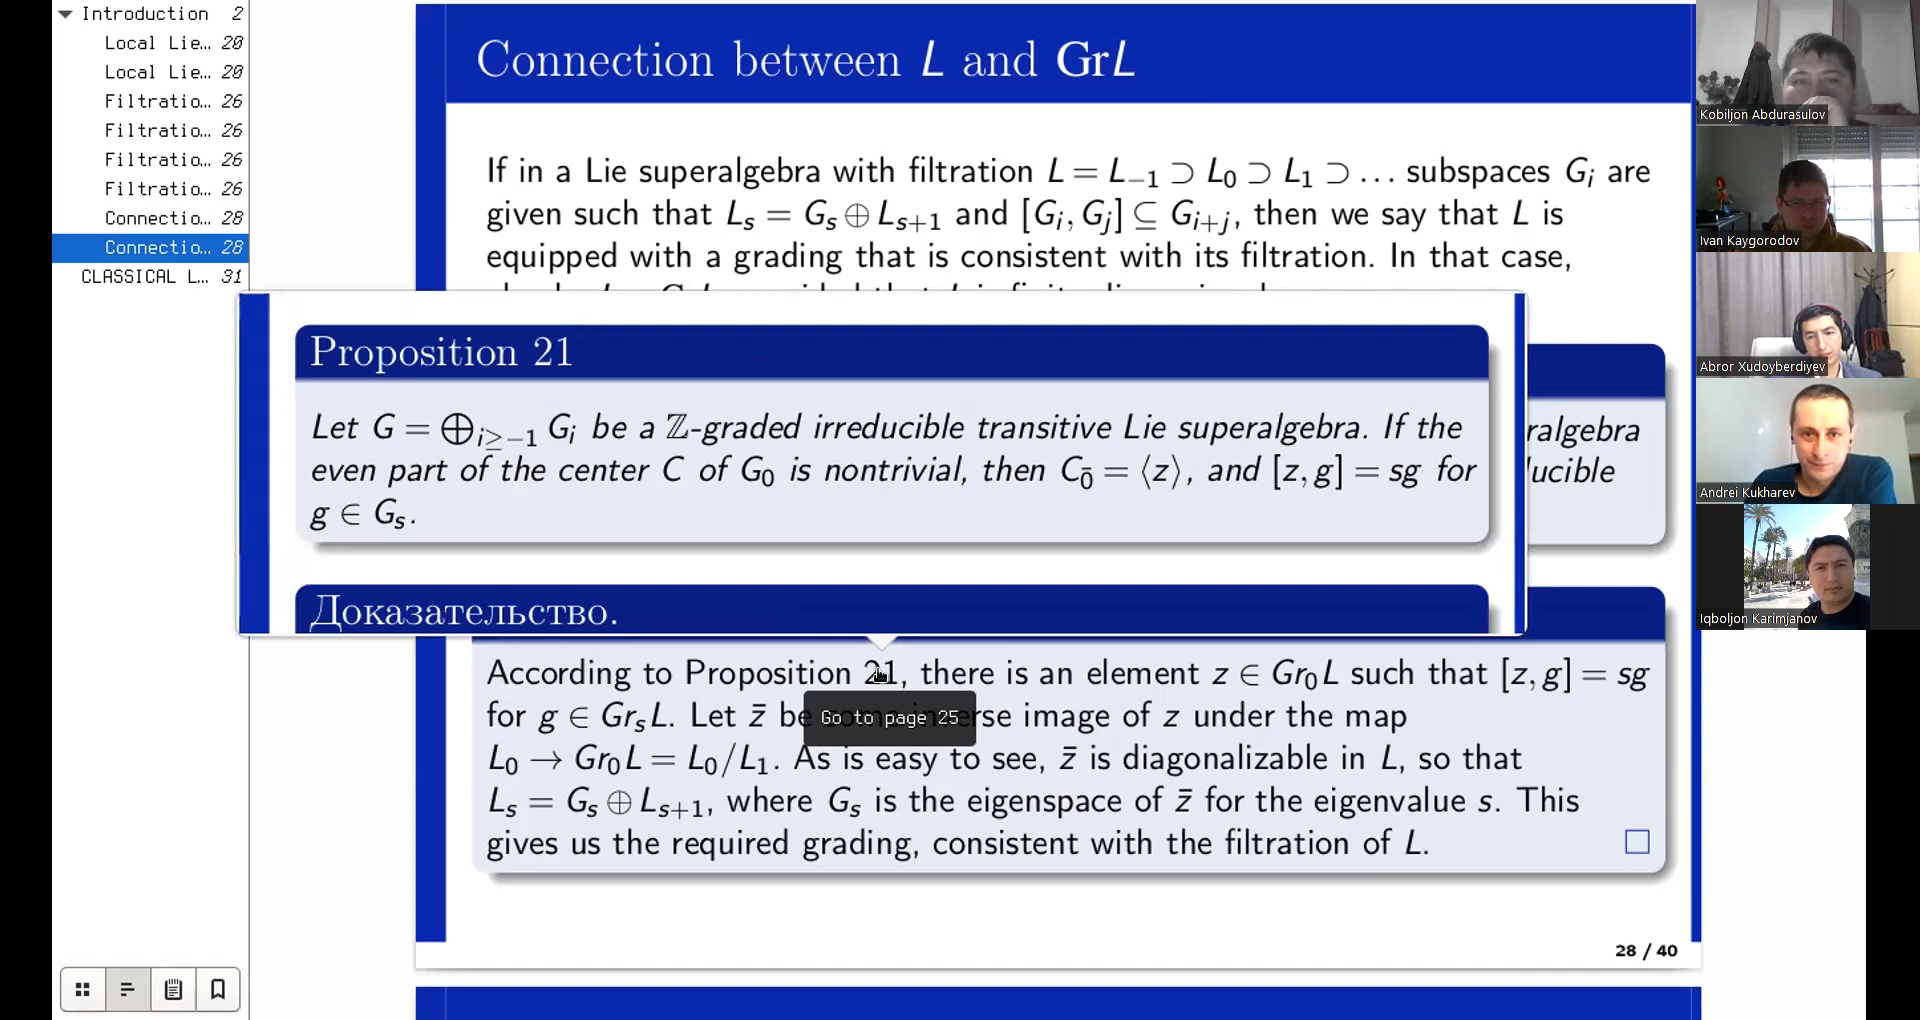 Introduction 2
Local Lie… 20
Local Lie… 20
Filtratio… 26
Filtratio… 26
Filtratio… 26
Filtratio… 26
Connectio… 28
Connectio… 28
CLASSICAL L… 31
Connection between L and GrL
If in a Lie superalgebra with filtration L = L₋₁ ⊃ L₀ ⊃ L₁ ⊃ … subspaces Gᵢ are
given such that Lₛ = Gₛ ⊕ Lₛ₊₁ and [Gᵢ, Gⱼ] ⊆ Gᵢ₊ⱼ, then we say that L is
equipped with a grading that is consistent with its filtration. In that case,
Proposition 21
Let G = ⊕_{i≥−1} Gᵢ be a ℤ-graded irreducible transitive Lie superalgebra. If the
even part of the center C of G₀ is nontrivial, then C_{0̄} = ⟨z⟩, and [z, g] = sg for
g ∈ Gₛ.
Доказательство.
ralgebra
ucible
According to Proposition 21, there is an element z ∈ Gr₀L such that [z, g] = sg
for g ∈ GrₛL. Let z̄ be
Go to page 25
rse image of z under the map
L₀ → Gr₀L = L₀/L₁. As is easy to see, z̄ is diagonalizable in L, so that
Lₛ = Gₛ ⊕ Lₛ₊₁, where Gₛ is the eigenspace of z̄ for the eigenvalue s. This
gives us the required grading, consistent with the filtration of L.
28 / 40
Kobiljon Abdurasulov
Ivan Kaygorodov
Abror Xudoyberdiyev
Andrei Kukharev
Iqboljon Karimjanov